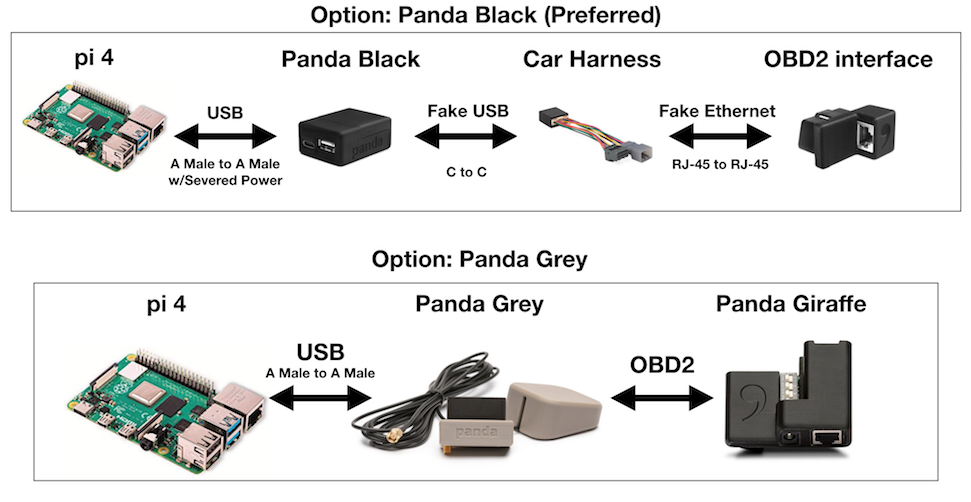 Option: Panda Black (Preferred)
pi 4
Panda Black
Car Harness
OBD2 interface
USB
Fake USB
Fake Ethernet
A Male to A Male
w/Severed Power
C to C
RJ-45 to RJ-45
panda
Option: Panda Grey
pi 4
Panda Grey
Panda Giraffe
USB
A Male to A Male
OBD2
panda